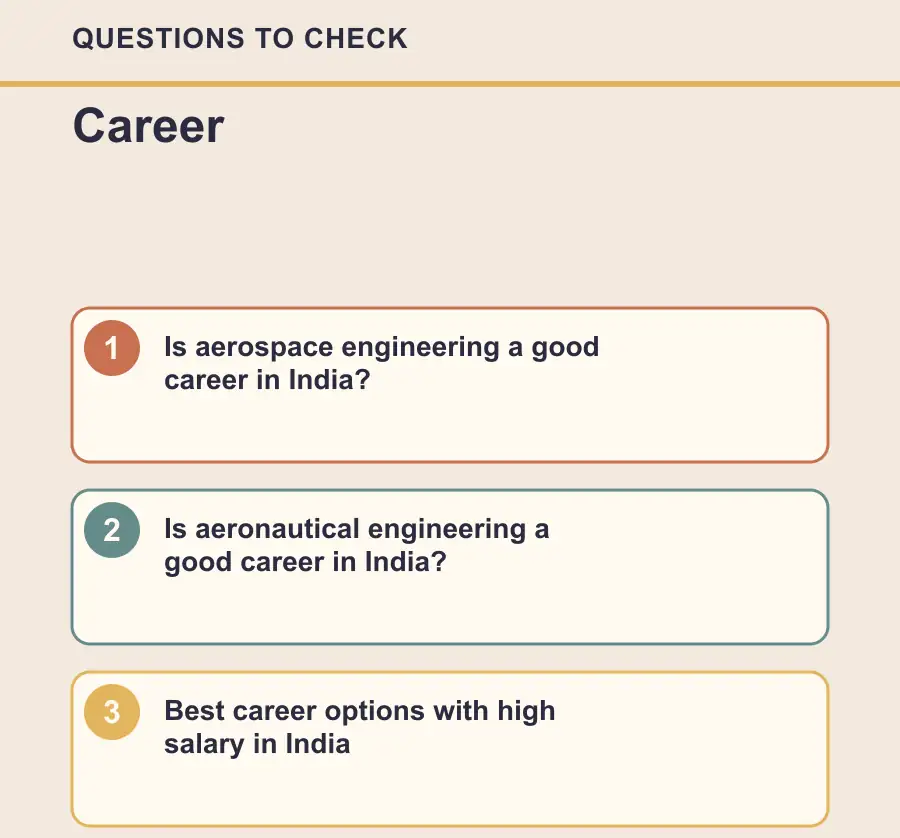 QUESTIONS TO CHECK
Career
1
Is aerospace engineering a good
career in India?
2
Is aeronautical engineering a
good career in India?
3
Best career options with high
salary in India